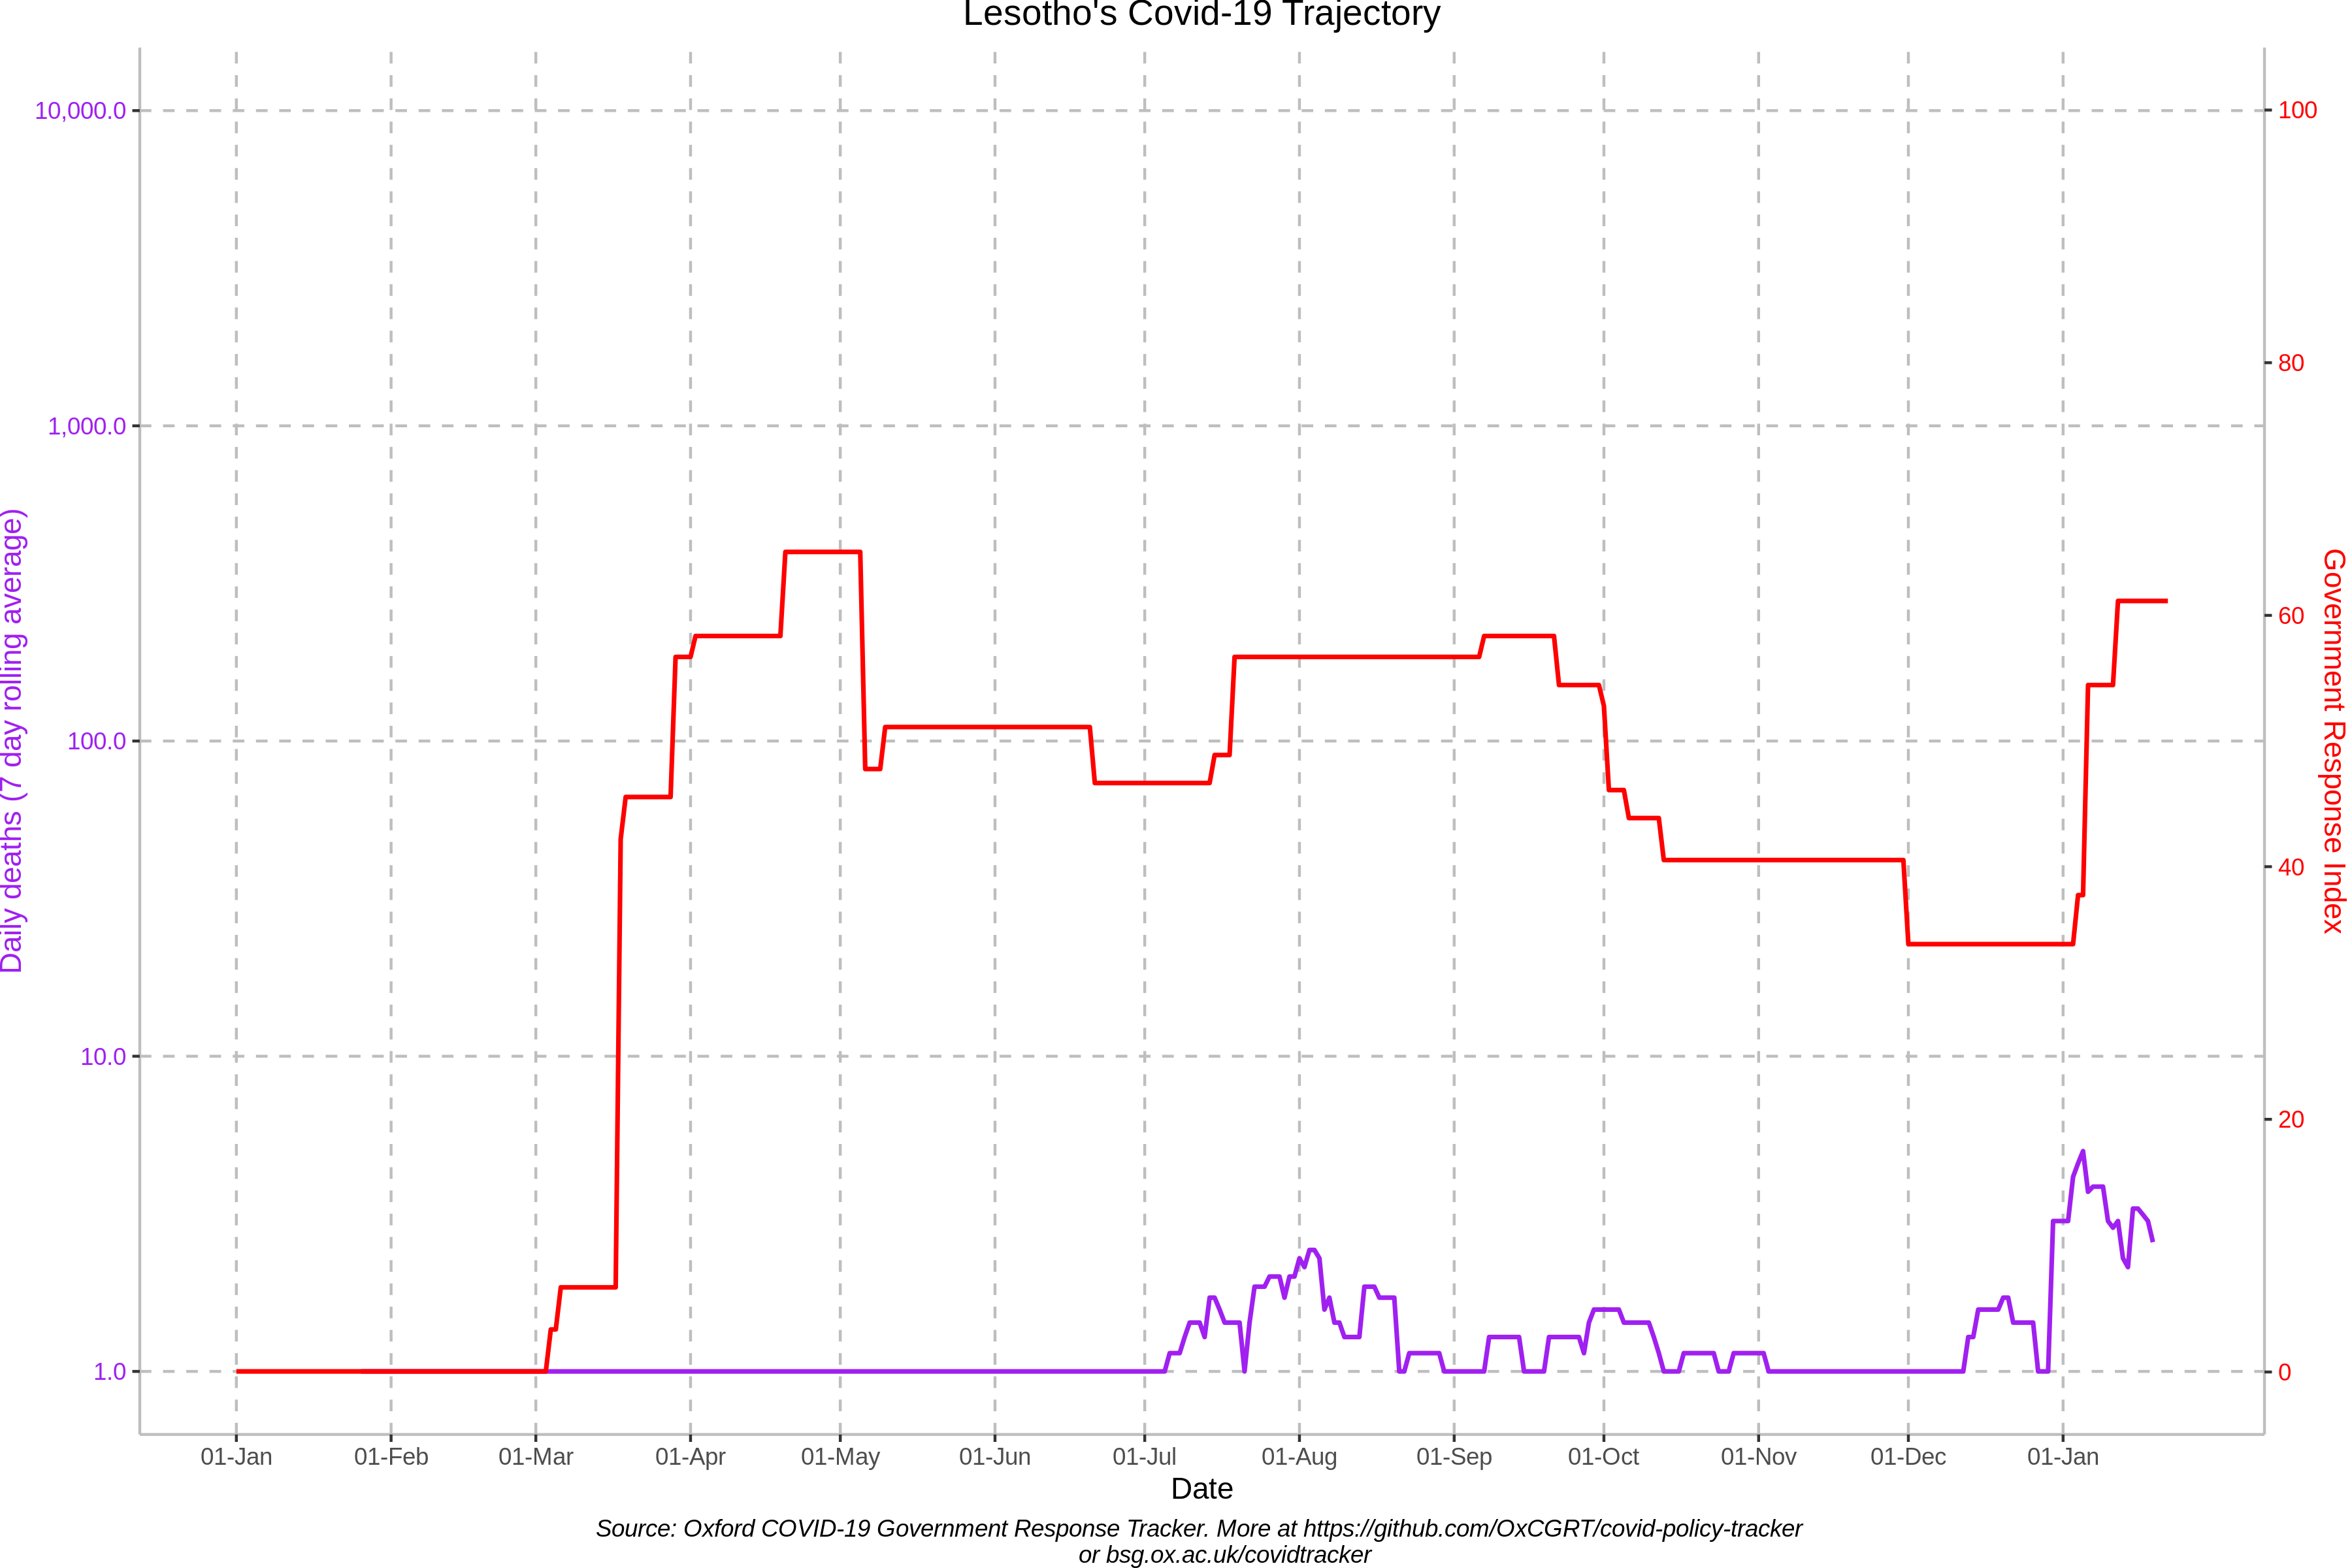 Lesotho's Covid-19 Trajectory
10,000.0
1,000.0
100.0
10.0
1.0
Daily deaths (7 day rolling average)
100
80
60
40
20
0
Government Response Index
01-Jan 01-Feb 01-Mar 01-Apr 01-May 01-Jun 01-Jul 01-Aug 01-Sep 01-Oct 01-Nov 01-Dec 01-Jan
Date
Source: Oxford COVID-19 Government Response Tracker. More at https://github.com/OxCGRT/covid-policy-tracker
or bsg.ox.ac.uk/covidtracker